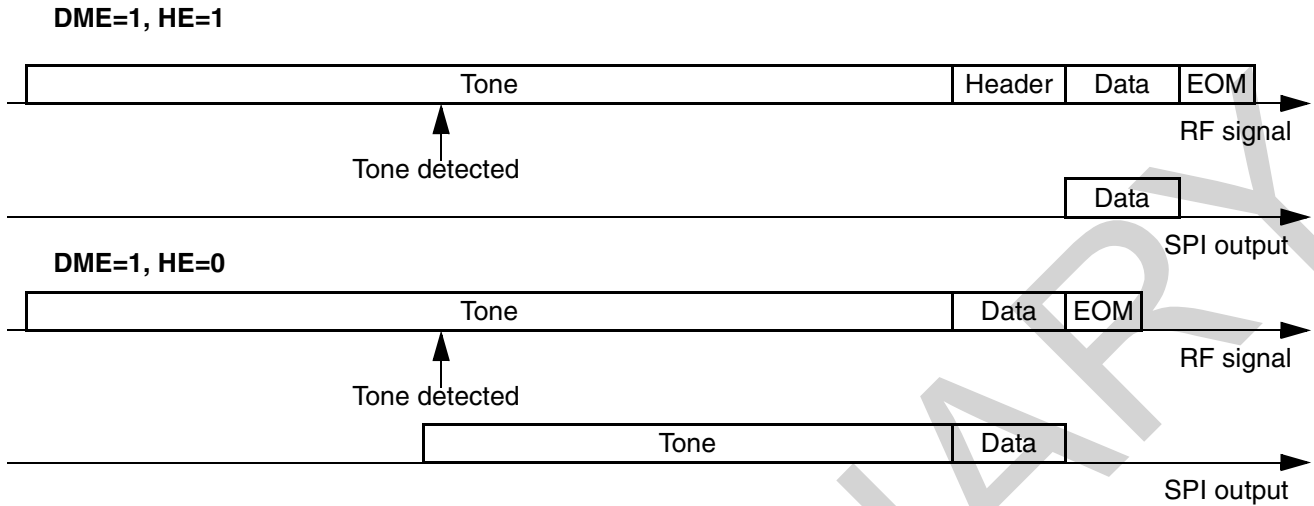 DME=1, HE=1
Tone Header Data EOM
RF signal
Tone detected
Data
SPI output
DME=1, HE=0
Tone Data EOM
RF signal
Tone detected
Tone Data
SPI output